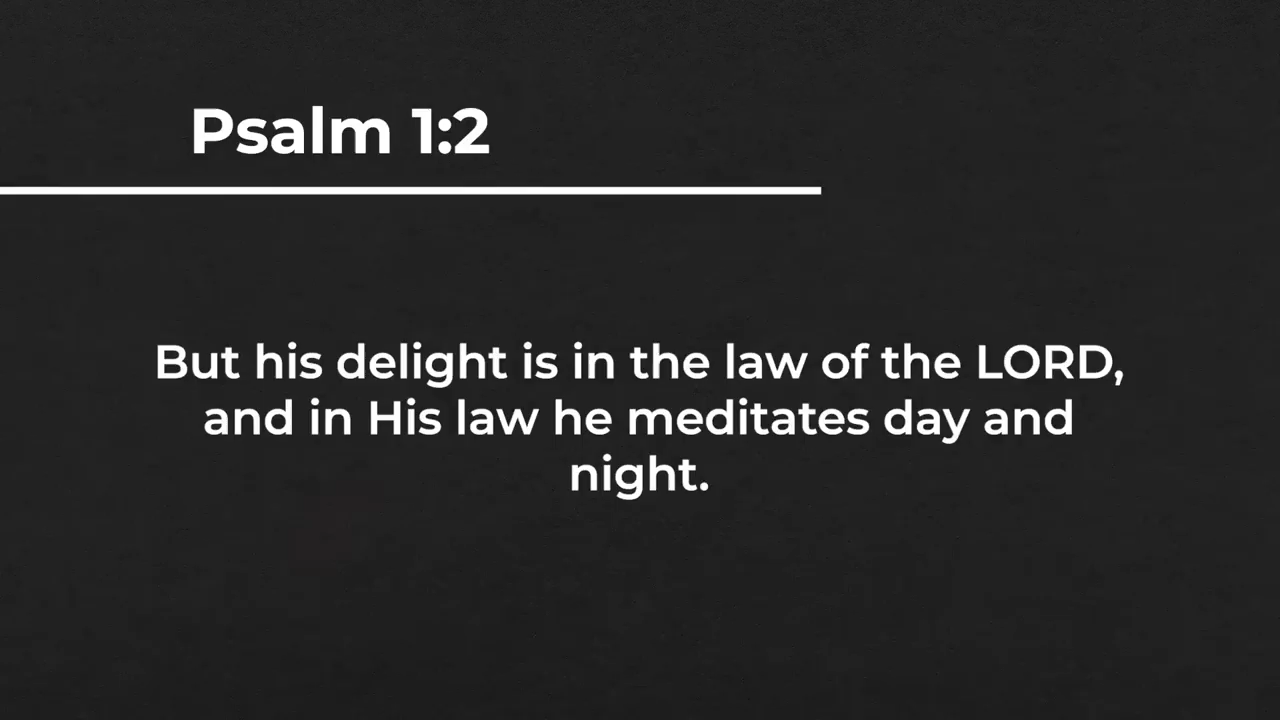 Psalm 1:2
But his delight is in the law of the LORD,
and in His law he meditates day and
night.